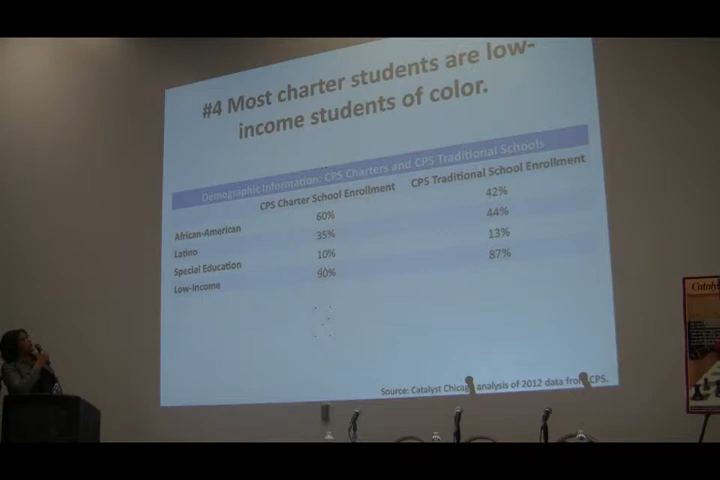 #4 Most charter students are low-
income students of color.
Demographic Information: CPS Charters and CPS Traditional Schools
CPS Charter School Enrollment CPS Traditional School Enrollment
African-American 60% 42%
Latino 35% 44%
Special Education 10% 13%
Low-income 90% 87%
Source: Catalyst Chicago analysis of 2012 data from CPS.
Catalyst